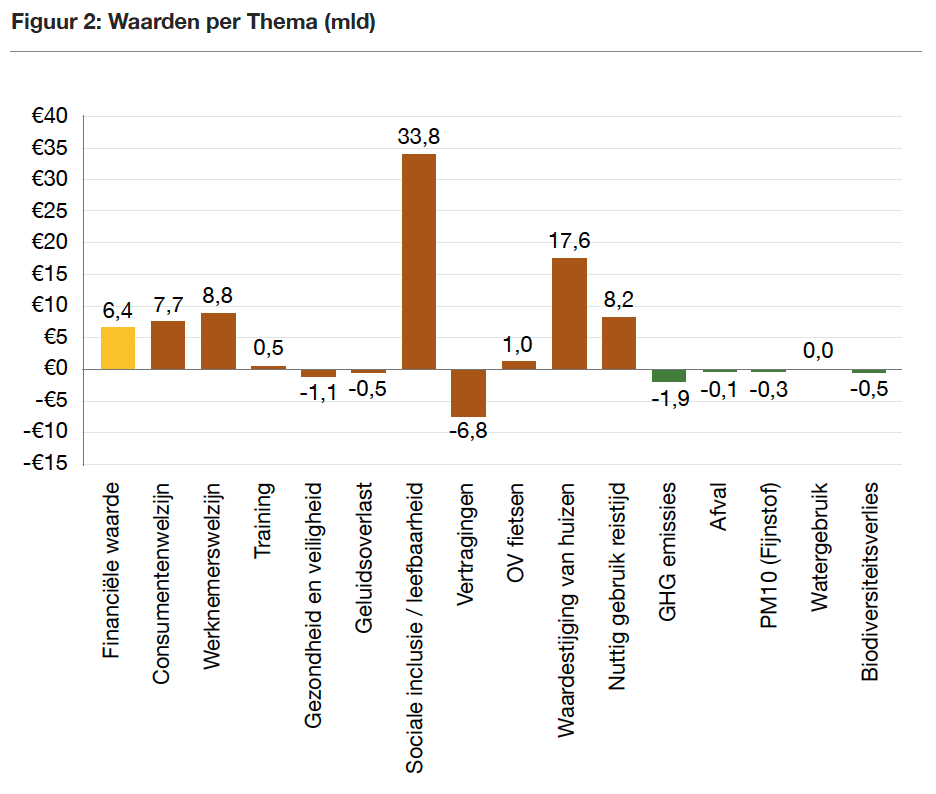 Figuur 2: Waarden per Thema (mld)
€40
€35
€30
€25
€20
€15
€10
€5
€0
-€5
-€10
-€15
6,4
7,7
8,8
0,5
-1,1
-0,5
33,8
-6,8
1,0
17,6
8,2
-1,9
-0,1
-0,3
0,0
-0,5
Financiële waarde
Consumentenwelzijn
Werknemerswelzijn
Training
Gezondheid en veiligheid
Geluidsoverlast
Sociale inclusie / leefbaarheid
Vertragingen
OV fietsen
Waardestijging van huizen
Nuttig gebruik reistijd
GHG emissies
Afval
PM10 (Fijnstof)
Watergebruik
Biodiversiteitsverlies